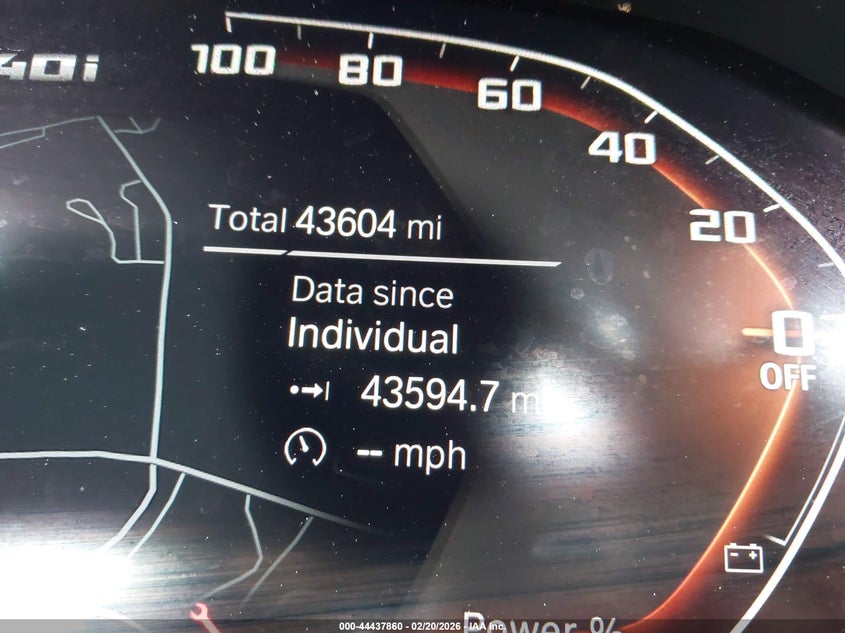 40i
100
80
60
40
20
0
OFF
Total 43604 mi
Data since
Individual
43594.7 m
-- mph
Power %
000-44437860 - 02/20/2026 - IAA Inc.